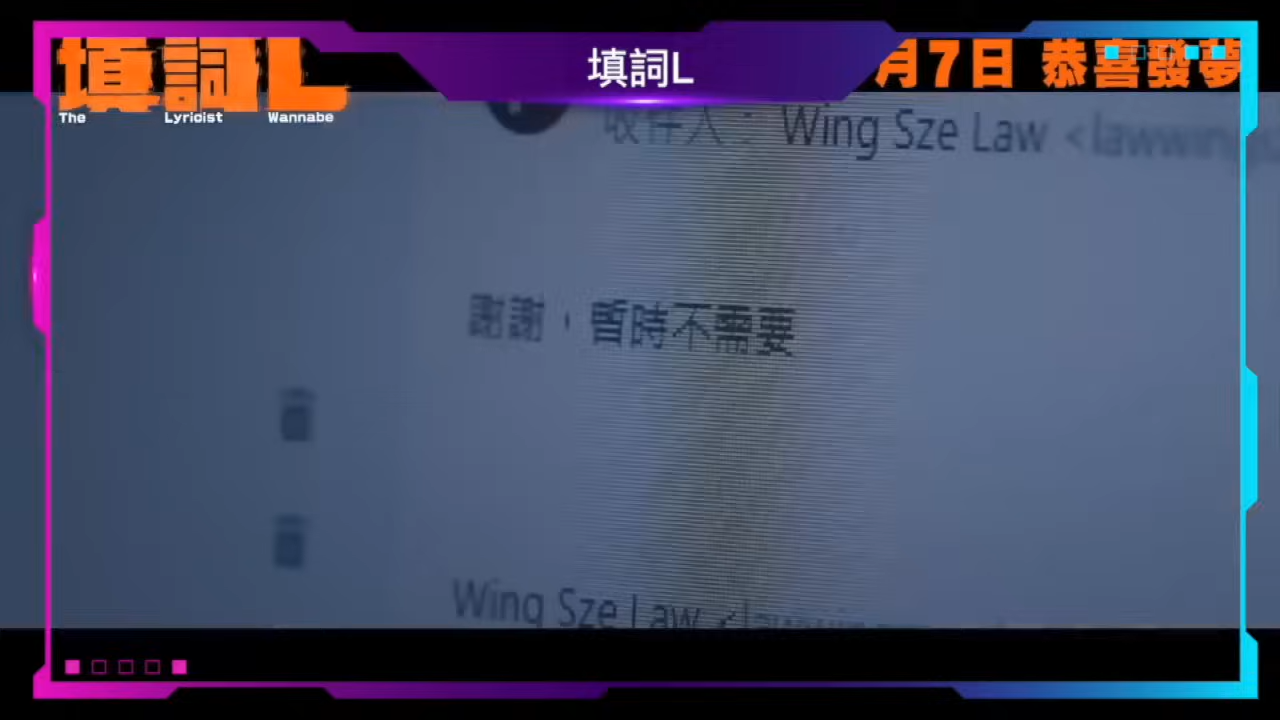 填詞L
The Lyricist Wannabe
填詞L
月7日 恭喜發夢
收件人： Wing Sze Law <lawwing
謝謝，暫時不需要
Wing Sze Law